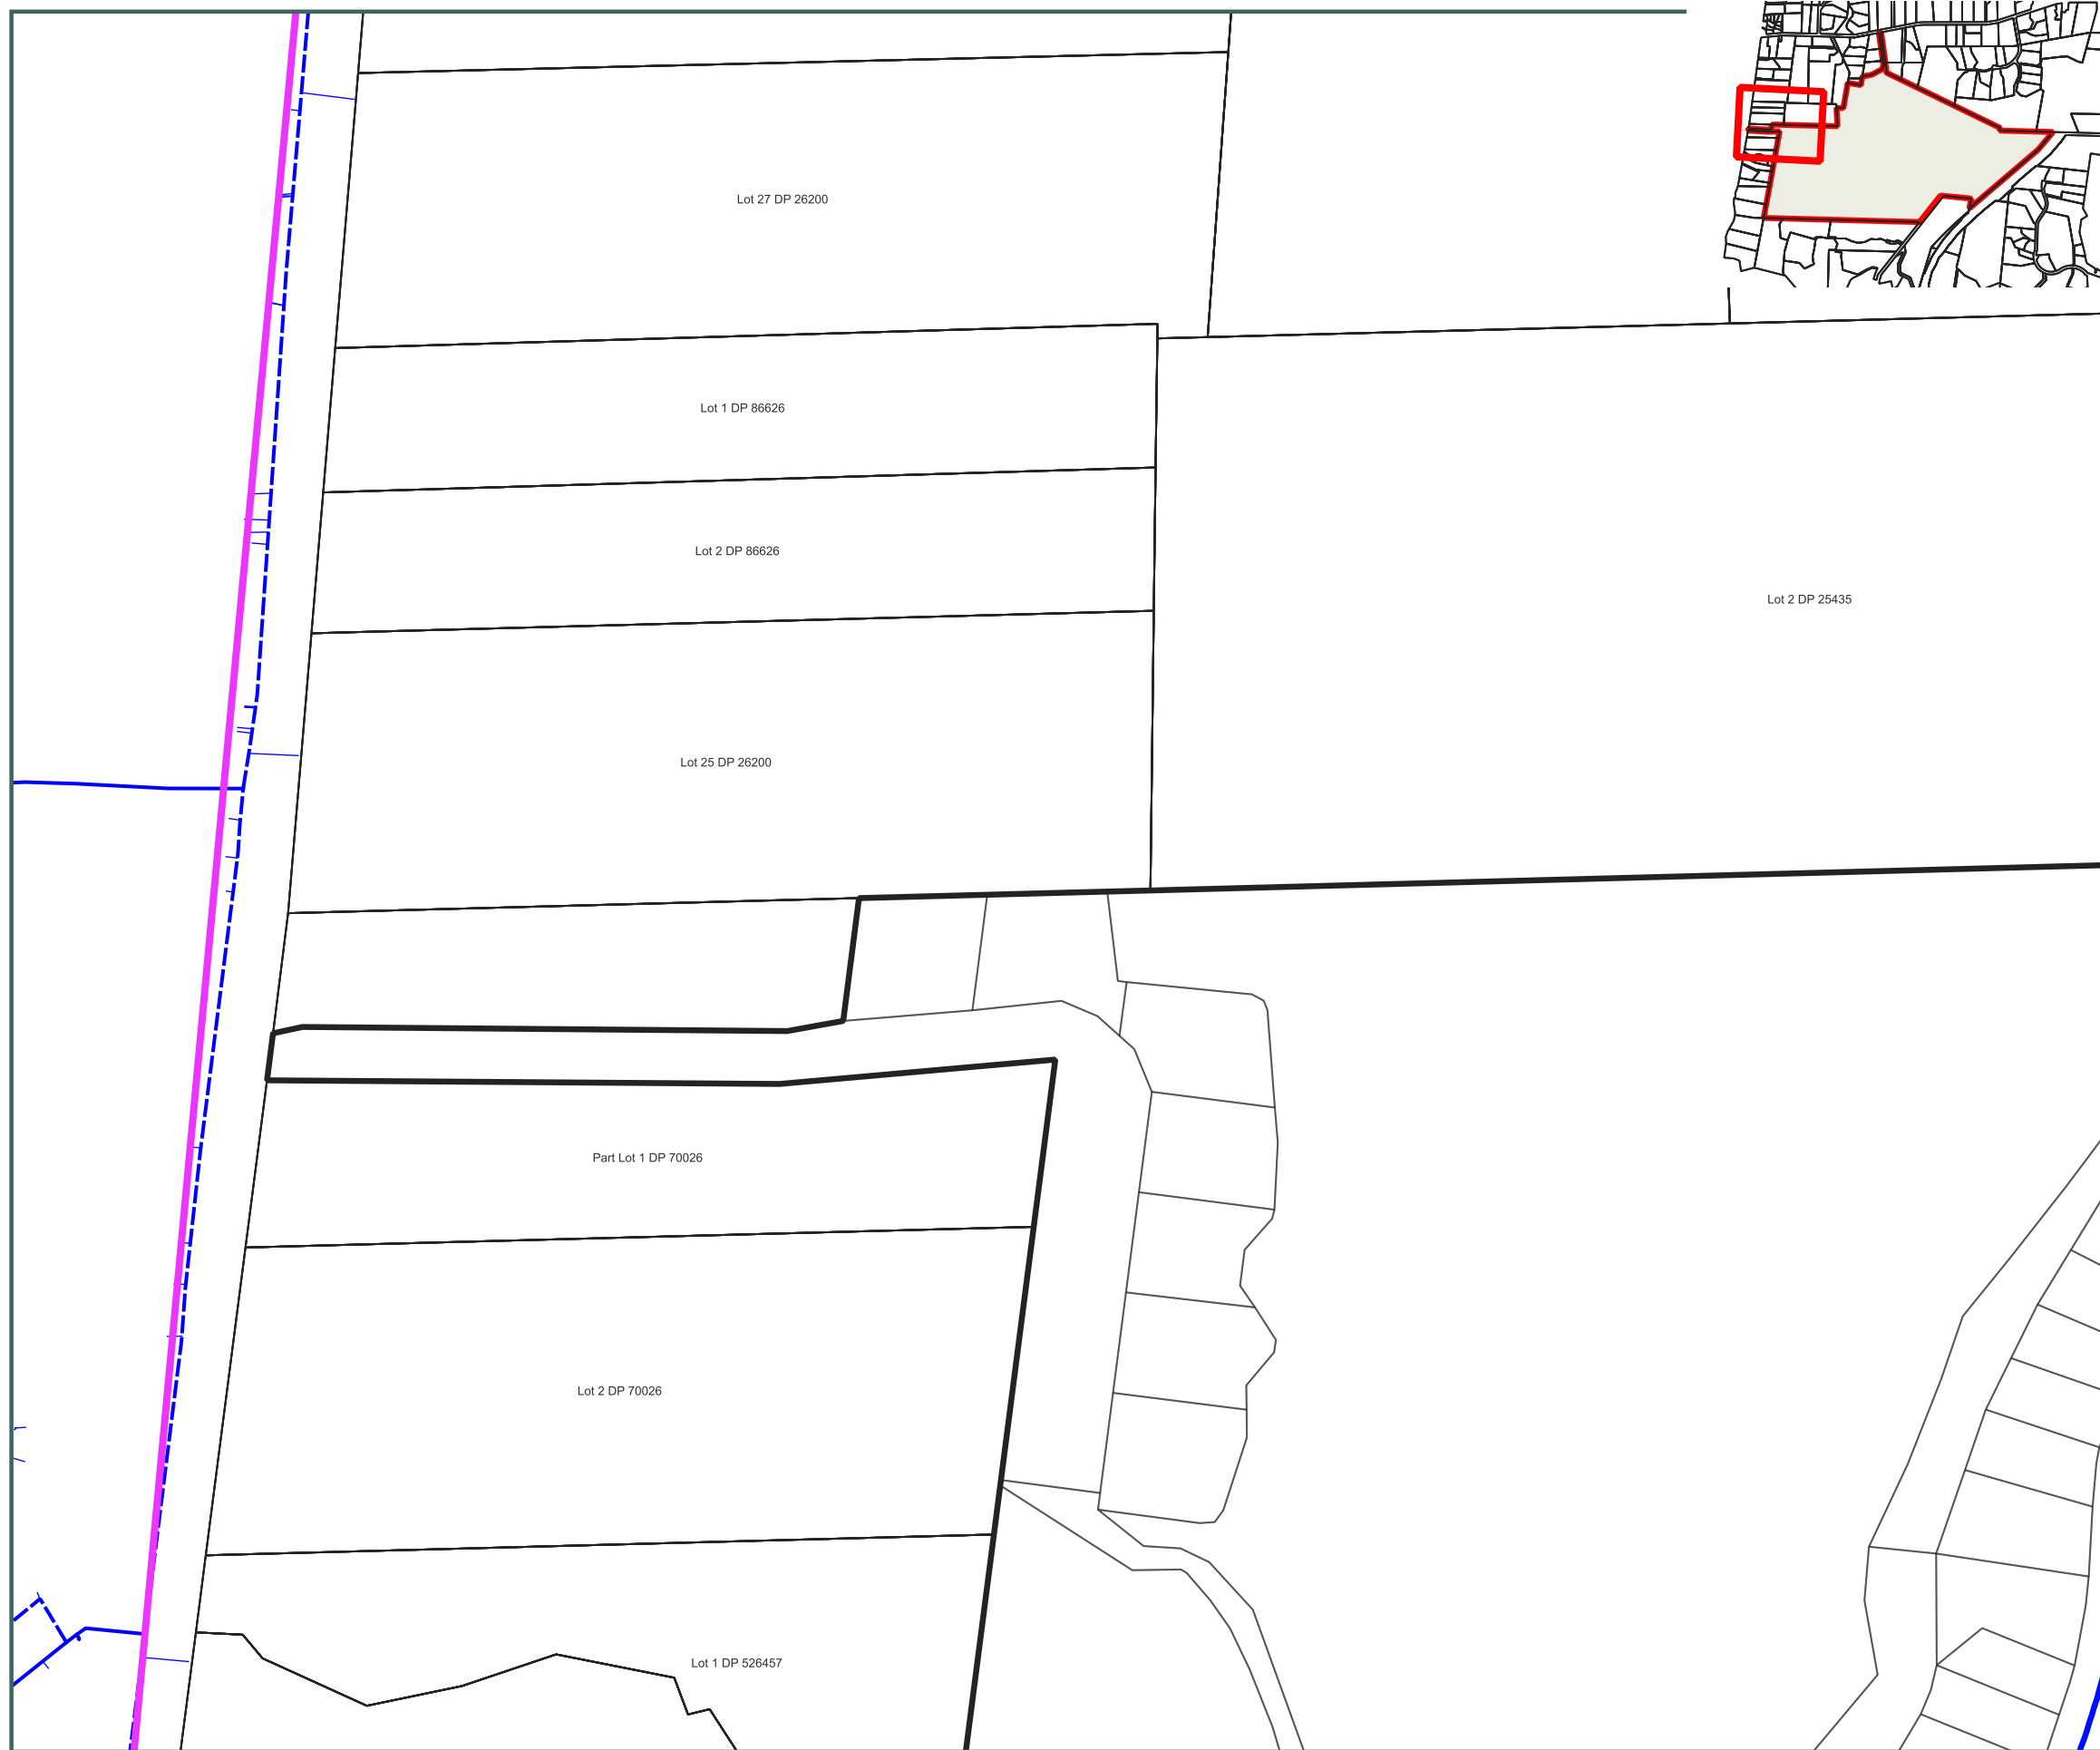 Lot 27 DP 26200
Lot 1 DP 86626
Lot 2 DP 86626
Lot 2 DP 25435
Lot 25 DP 26200
Part Lot 1 DP 70026
Lot 2 DP 70026
Lot 1 DP 526457